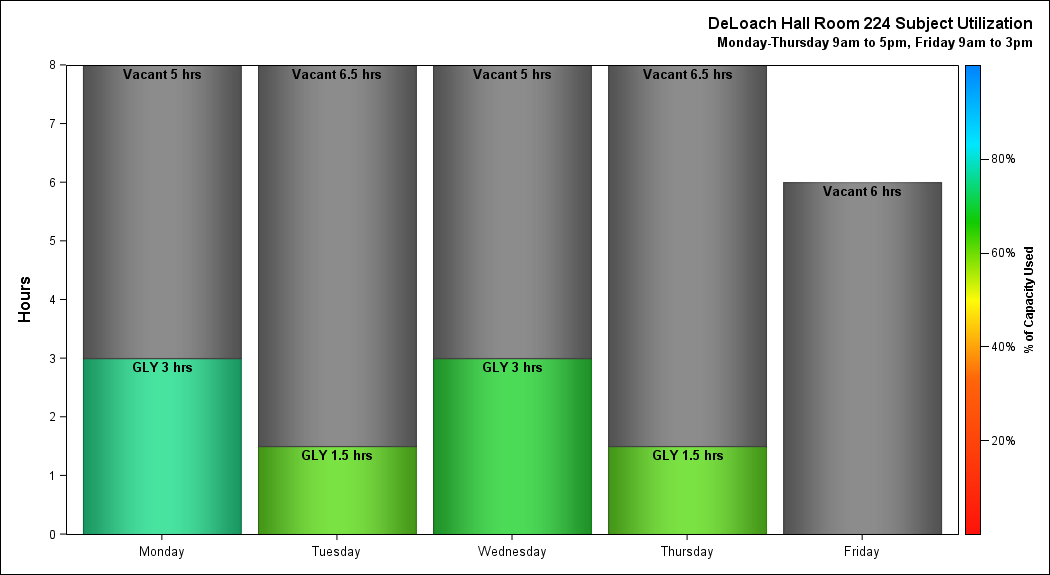 DeLoach Hall Room 224 Subject Utilization
Monday-Thursday 9am to 5pm, Friday 9am to 3pm
Hours
8
7
6
5
4
3
2
1
0
Vacant 5 hrs
Vacant 6.5 hrs
Vacant 5 hrs
Vacant 6.5 hrs
Vacant 6 hrs
GLY 3 hrs
GLY 1.5 hrs
GLY 3 hrs
GLY 1.5 hrs
Monday
Tuesday
Wednesday
Thursday
Friday
80%
60%
40%
20%
% of Capacity Used